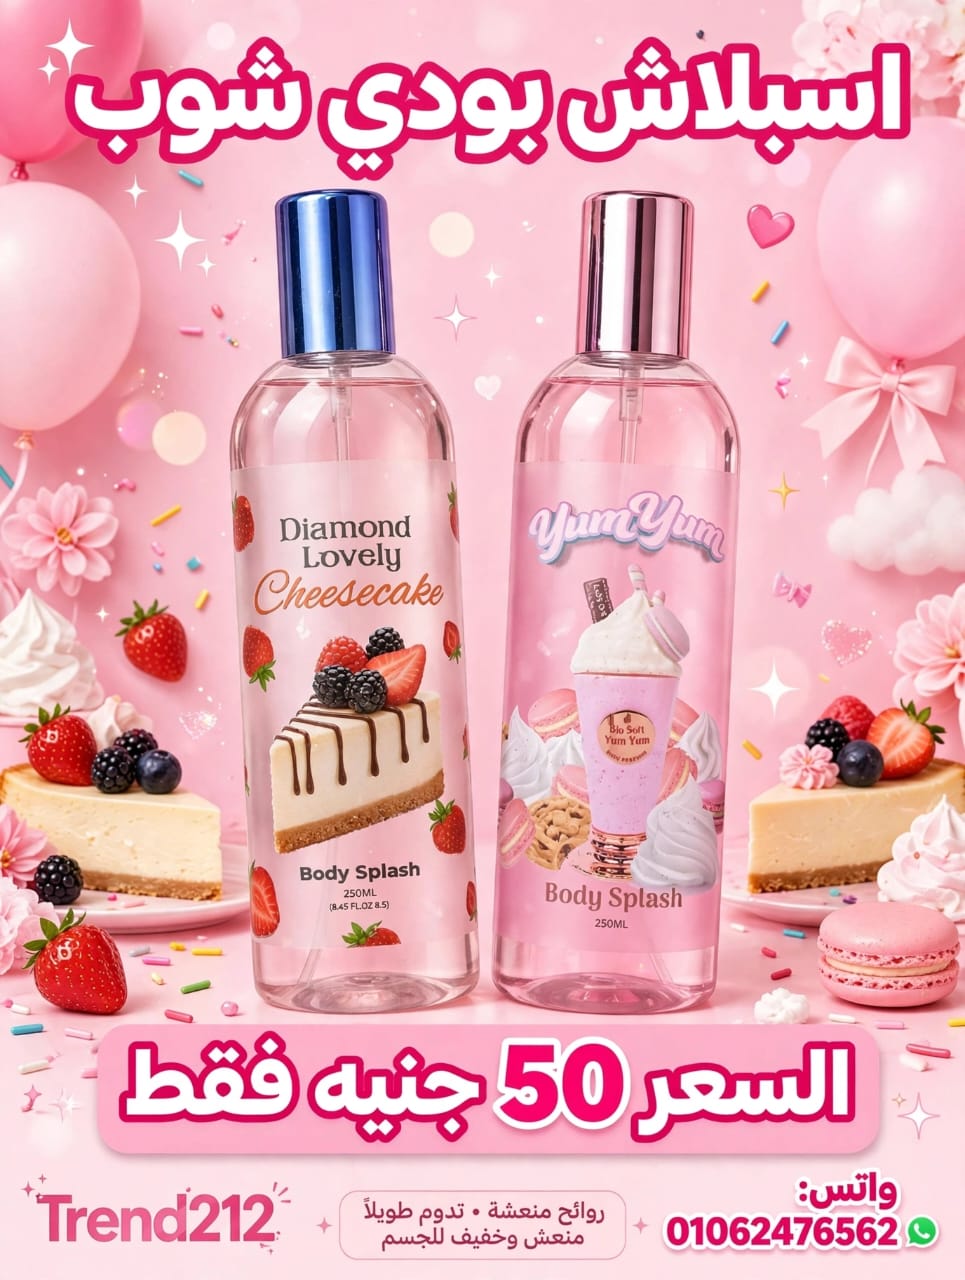 اسبلاش بودي شوب
Diamond
Lovely
Cheesecake
Body Splash
250ML
(8.45 FL.OZ 8.5)
YumYum
Bio Soft
Yum Yum
Body Splash
250ML
السعر 50 جنيه فقط
Trend212
روائح منعشة • تدوم طويلاً
منعش وخفيف للجسم
واتس:
01062476562